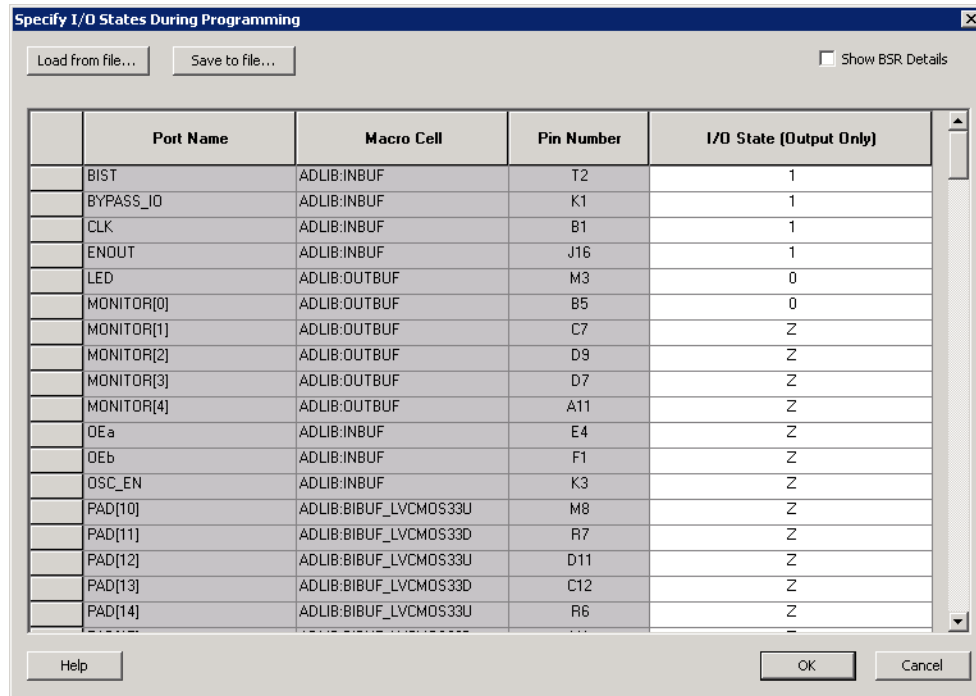 Specify I/O States During Programming
Load from file... Save to file... Show BSR Details
Port Name Macro Cell Pin Number I/O State (Output Only)
BIST ADLIB:INBUF T2 1
BYPASS_IO ADLIB:INBUF K1 1
CLK ADLIB:INBUF B1 1
ENOUT ADLIB:INBUF J16 1
LED ADLIB:OUTBUF M3 0
MONITOR[0] ADLIB:OUTBUF B5 0
MONITOR[1] ADLIB:OUTBUF C7 Z
MONITOR[2] ADLIB:OUTBUF D9 Z
MONITOR[3] ADLIB:OUTBUF D7 Z
MONITOR[4] ADLIB:OUTBUF A11 Z
OEa ADLIB:INBUF E4 Z
OEb ADLIB:INBUF F1 Z
OSC_EN ADLIB:INBUF K3 Z
PAD[10] ADLIB:BIBUF_LVCMOS33U M8 Z
PAD[11] ADLIB:BIBUF_LVCMOS33D R7 Z
PAD[12] ADLIB:BIBUF_LVCMOS33U D11 Z
PAD[13] ADLIB:BIBUF_LVCMOS33D C12 Z
PAD[14] ADLIB:BIBUF_LVCMOS33U R6 Z
Help OK Cancel